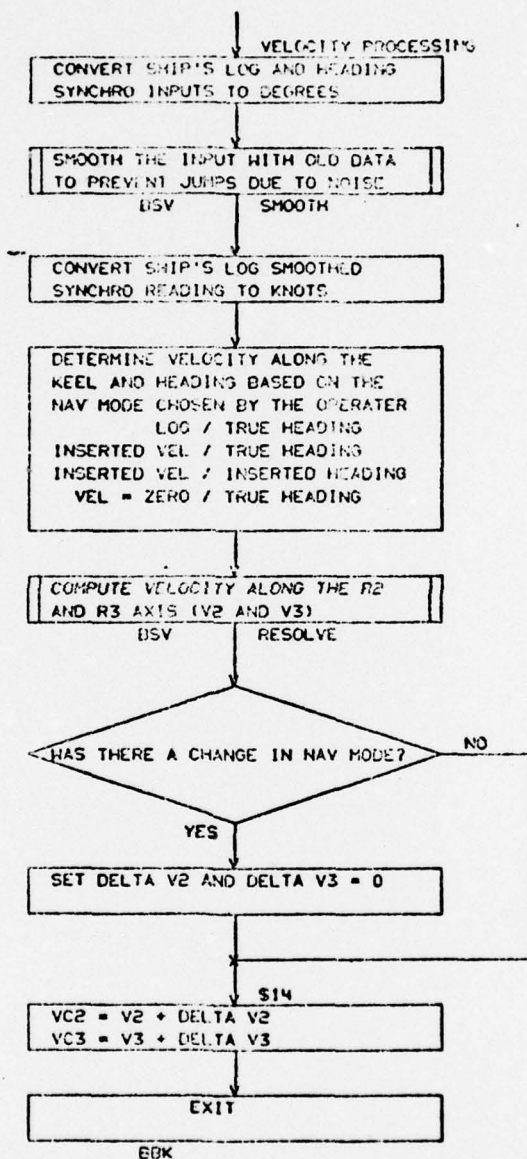 VELOCITY PROCESSING
CONVERT SHIP'S LOG AND HEADING
SYNCHRO INPUTS TO DEGREES
SMOOTH THE INPUT WITH OLD DATA
TO PREVENT JUMPS DUE TO NOISE
BSV SMOOTH
CONVERT SHIP'S LOG SMOOTHED
SYNCHRO READING TO KNOTS
DETERMINE VELOCITY ALONG THE
KEEL AND HEADING BASED ON THE
NAV MODE CHOSEN BY THE OPERATER
LOG / TRUE HEADING
INSERTED VEL / TRUE HEADING
INSERTED VEL / INSERTED HEADING
VEL = ZERO / TRUE HEADING
COMPUTE VELOCITY ALONG THE R2
AND R3 AXIS (V2 AND V3)
BSV RESOLVE
WAS THERE A CHANGE IN NAV MODE?
NO
YES
SET DELTA V2 AND DELTA V3 = 0
$14
VC2 = V2 + DELTA V2
VC3 = V3 + DELTA V3
EXIT
BBK